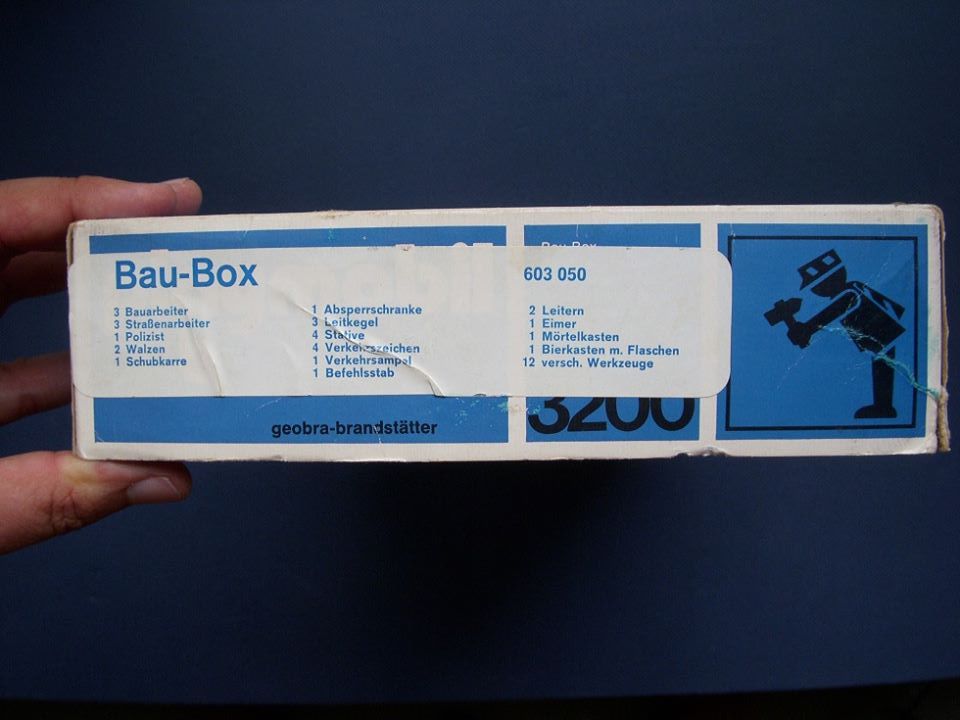 Bau-Box
603 050
3 Bauarbeiter
3 Straßenarbeiter
1 Polizist
2 Walzen
1 Schubkarre
1 Absperrschranke
3 Leitkegel
4 Stative
4 Verkehrszeichen
1 Verkehrsampel
1 Befehlsstab
2 Leitern
1 Eimer
1 Mörtelkasten
1 Bierkasten m. Flaschen
12 versch. Werkzeuge
Bau-Box
3200
geobra-brandstätter